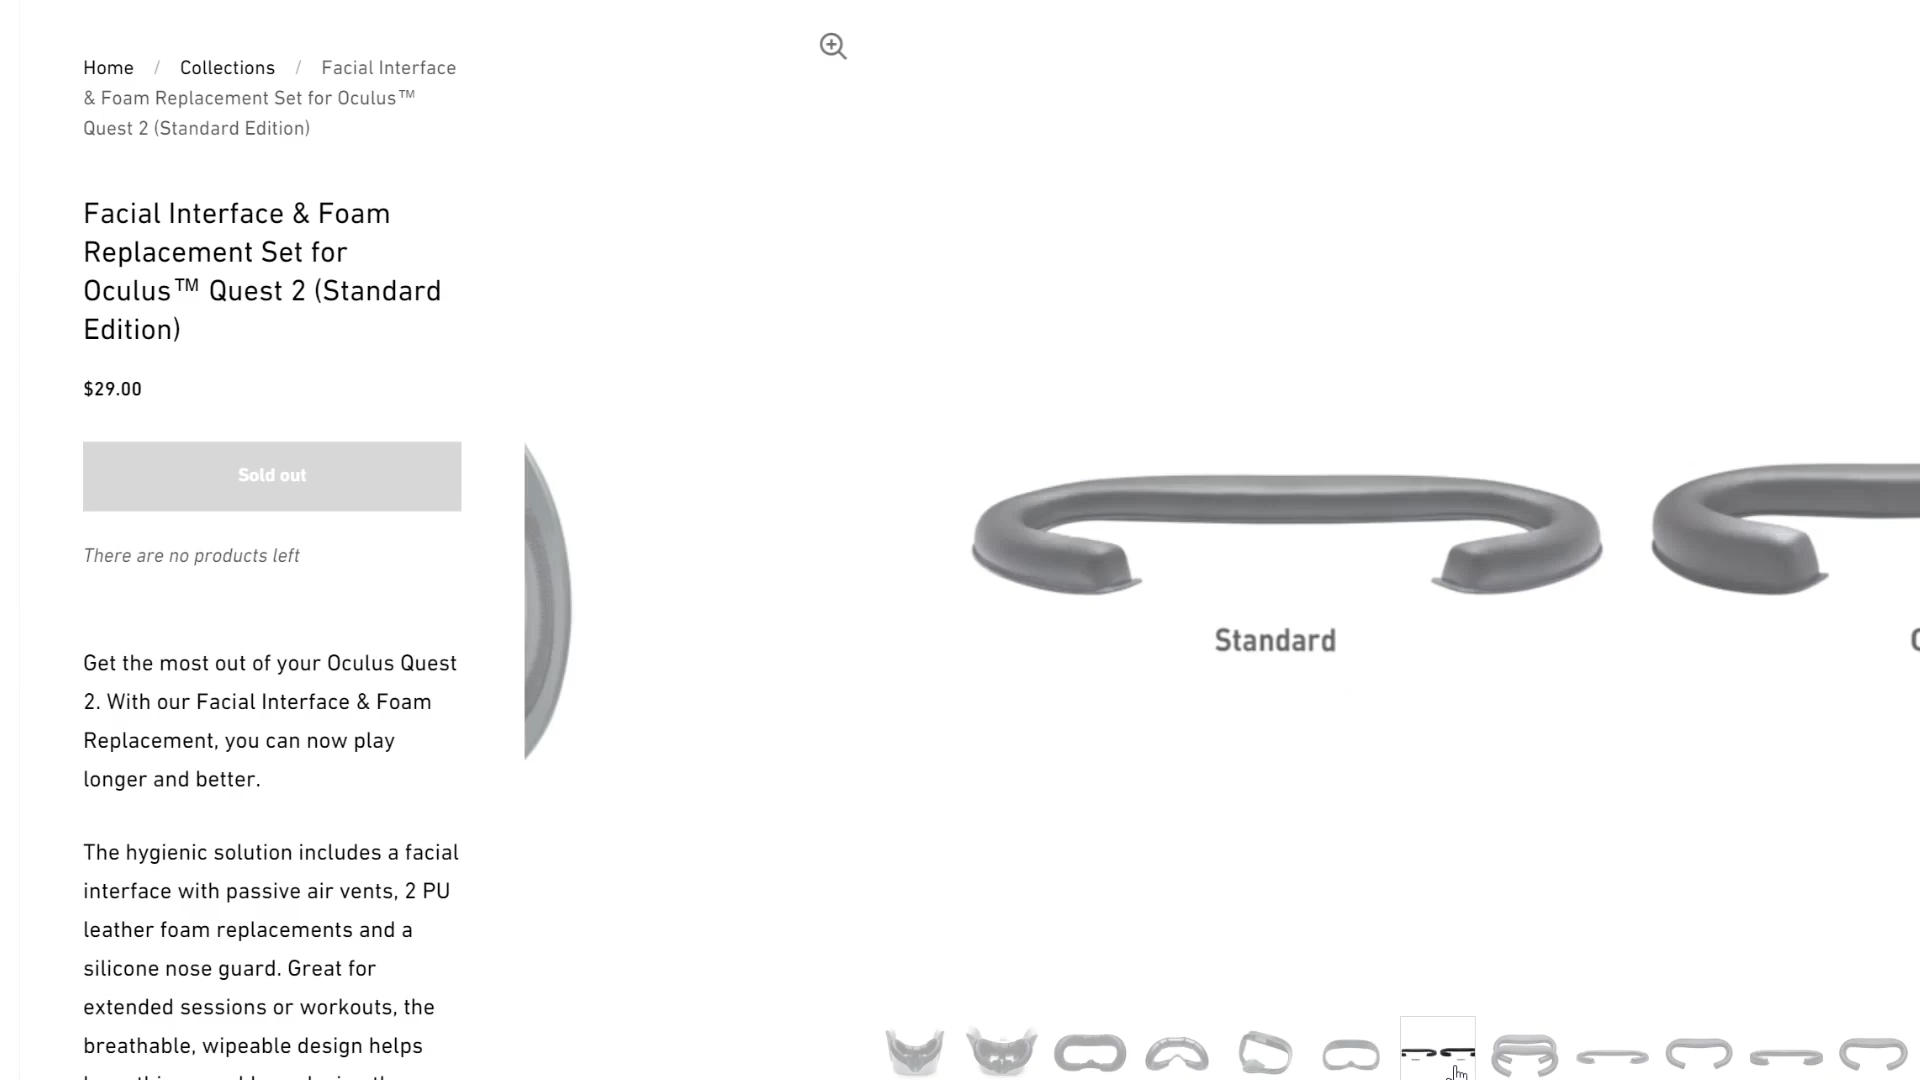 Home / Collections / Facial Interface
& Foam Replacement Set for Oculus™
Quest 2 (Standard Edition)
Facial Interface & Foam
Replacement Set for
Oculus™ Quest 2 (Standard
Edition)
$29.00
Sold out
There are no products left
Get the most out of your Oculus Quest
2. With our Facial Interface & Foam
Replacement, you can now play
longer and better.
The hygienic solution includes a facial
interface with passive air vents, 2 PU
leather foam replacements and a
silicone nose guard. Great for
extended sessions or workouts, the
breathable, wipeable design helps
Standard